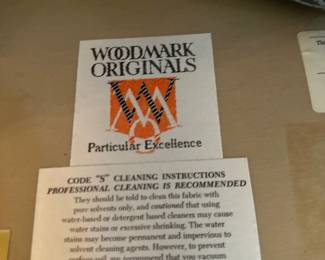 WOODMARK
ORIGINALS
Particular Excellence
CODE "S" CLEANING INSTRUCTIONS
PROFESSIONAL CLEANING IS RECOMMENDED
They should be told to clean this fabric with
pure solvents only, and cautioned that using
water-based or detergent based cleaners may cause
water stains or excessive shrinking. The water
stains may become permanent and impervious to
solvent cleaning agents. However, to prevent
soil, we recommend that you vacuum